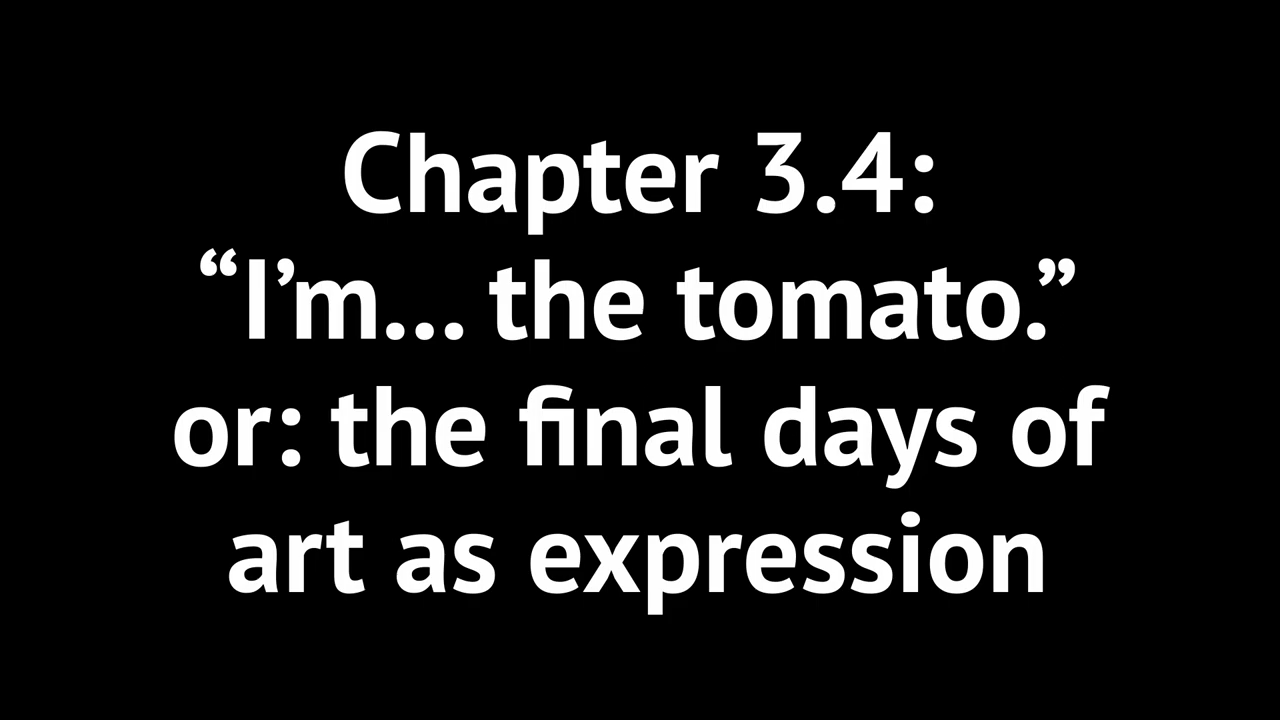 Chapter 3.4:
“I’m... the tomato.”
or: the final days of
art as expression